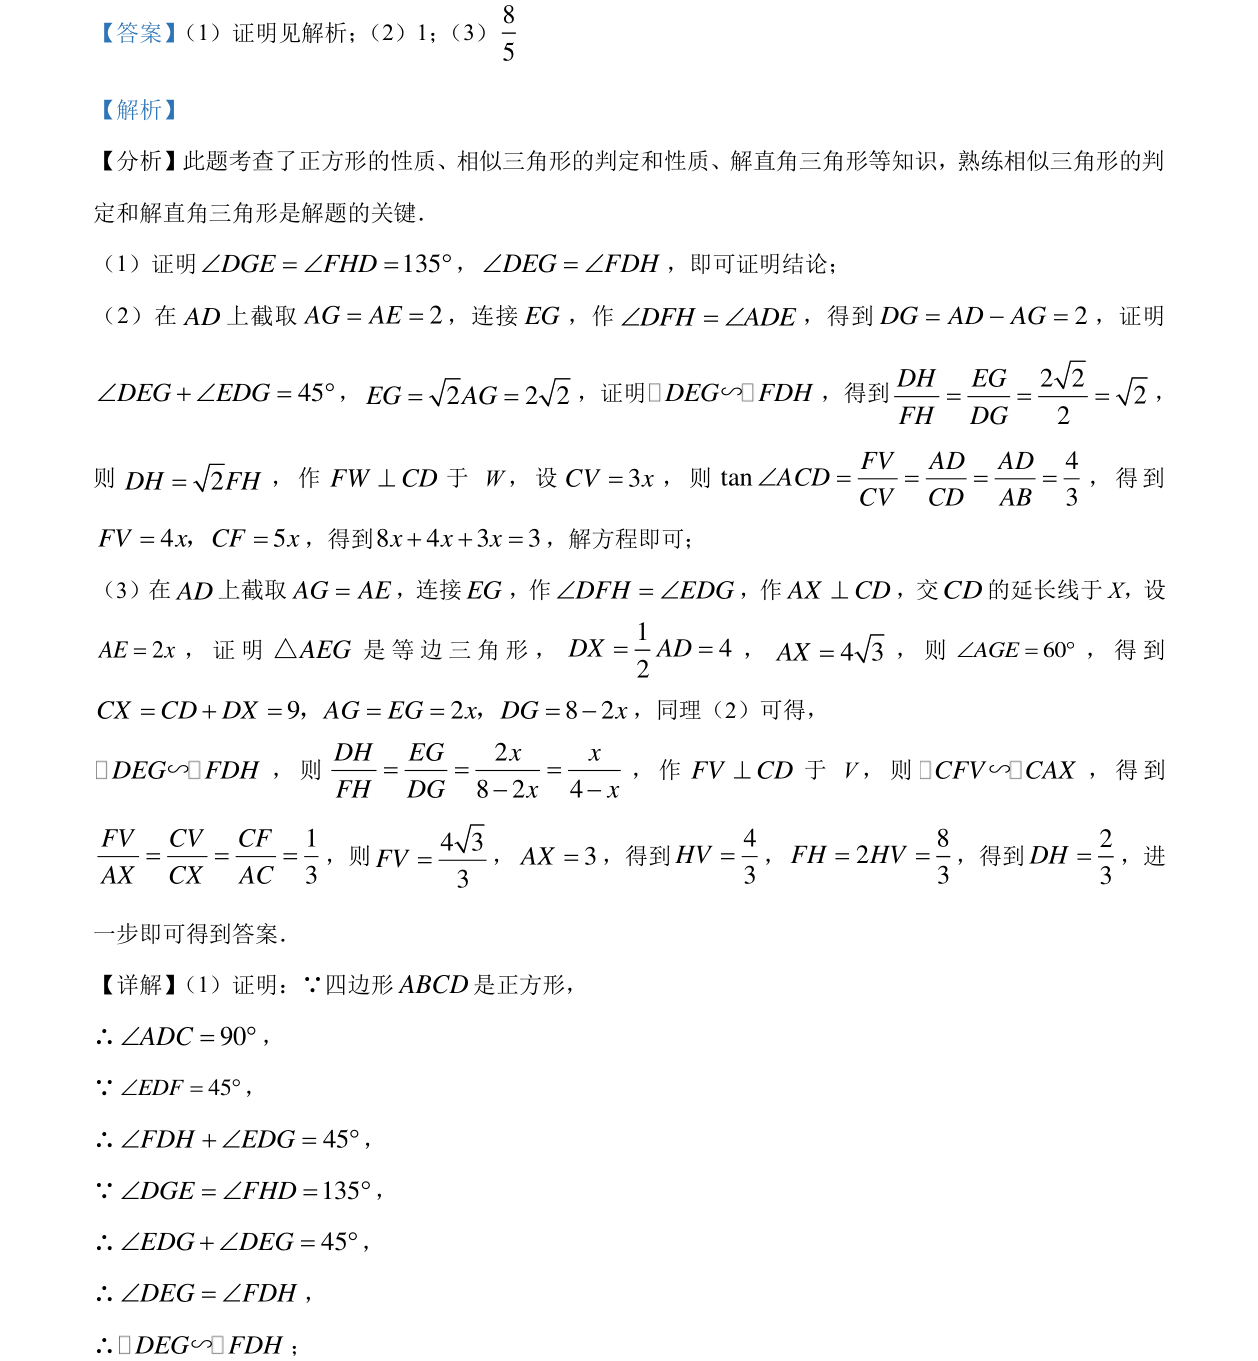 【答案】（1）证明见解析；（2）1；（3）8/5
【解析】
【分析】此题考查了正方形的性质、相似三角形的判定和性质、解直角三角形等知识，熟练相似三角形的判
定和解直角三角形是解题的关键．
（1）证明∠DGE = ∠FHD = 135°，∠DEG = ∠FDH，即可证明结论；
（2）在 AD 上截取 AG = AE = 2，连接 EG，作 ∠DFH = ∠ADE，得到 DG = AD − AG = 2，证明
∠DEG + ∠EDG = 45°，EG = √2AG = 2√2，证明□DEG∽□FDH，得到 DH/FH = EG/DG = 2√2/2 = √2，
则 DH = √2FH，作 FW ⊥ CD 于 W，设 CV = 3x，则 tan∠ACD = FV/CV = AD/CD = AD/AB = 4/3，得到
FV = 4x，CF = 5x，得到8x + 4x + 3x = 3，解方程即可；
（3）在 AD 上截取 AG = AE，连接 EG，作 ∠DFH = ∠EDG，作 AX ⊥ CD，交 CD 的延长线于 X，设
AE = 2x，证明 △AEG 是等边三角形，DX = 1/2 AD = 4，AX = 4√3，则 ∠AGE = 60°，得到
CX = CD + DX = 9，AG = EG = 2x，DG = 8 − 2x，同理（2）可得，
□DEG∽□FDH，则 DH/FH = EG/DG = 2x/(8 − 2x) = x/(4 − x)，作 FV ⊥ CD 于 V，则□CFV∽□CAX，得到
FV/AX = CV/CX = CF/AC = 1/3，则 FV = 4√3/3，AX = 3，得到 HV = 4/3，FH = 2HV = 8/3，得到 DH = 2/3，进
一步即可得到答案．
【详解】（1）证明：∵四边形 ABCD 是正方形，
∴∠ADC = 90°，
∵∠EDF = 45°，
∴∠FDH + ∠EDG = 45°，
∵∠DGE = ∠FHD = 135°，
∴∠EDG + ∠DEG = 45°，
∴∠DEG = ∠FDH，
∴□DEG∽□FDH；